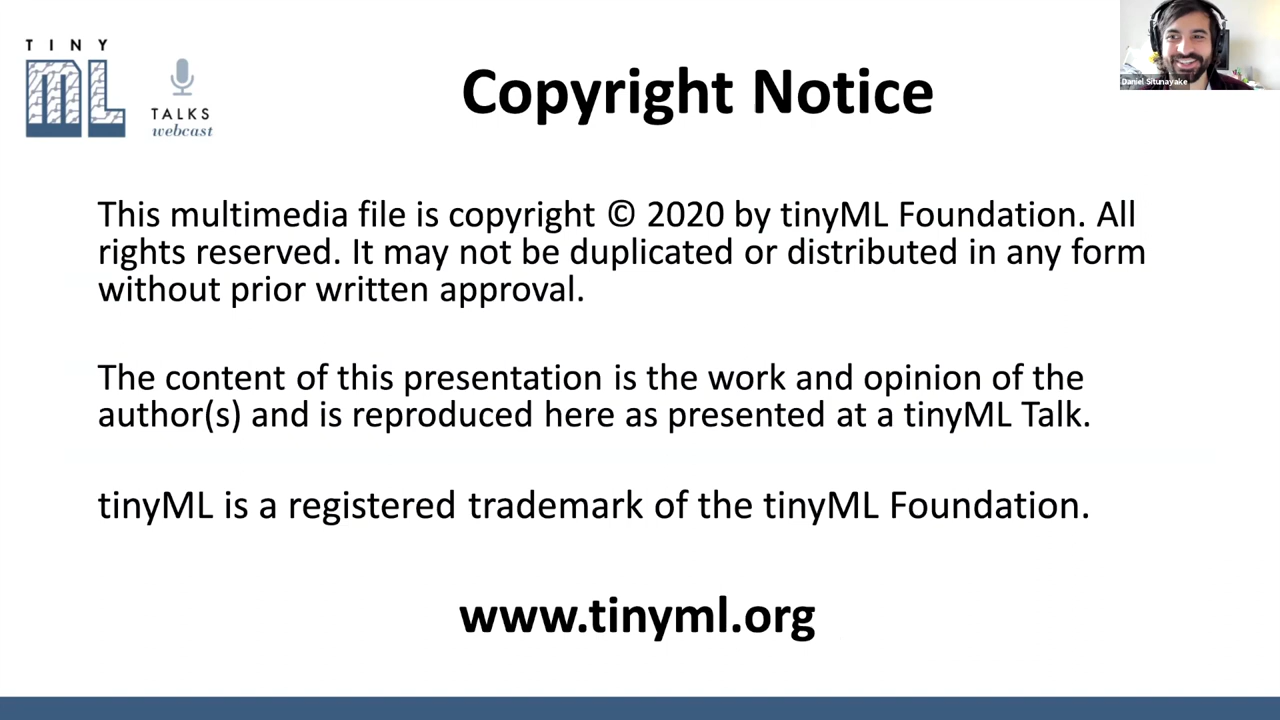 TINY
ML
TALKS
webcast
Copyright Notice
Daniel Situnayake
This multimedia file is copyright © 2020 by tinyML Foundation. All
rights reserved. It may not be duplicated or distributed in any form
without prior written approval.
The content of this presentation is the work and opinion of the
author(s) and is reproduced here as presented at a tinyML Talk.
tinyML is a registered trademark of the tinyML Foundation.
www.tinyml.org